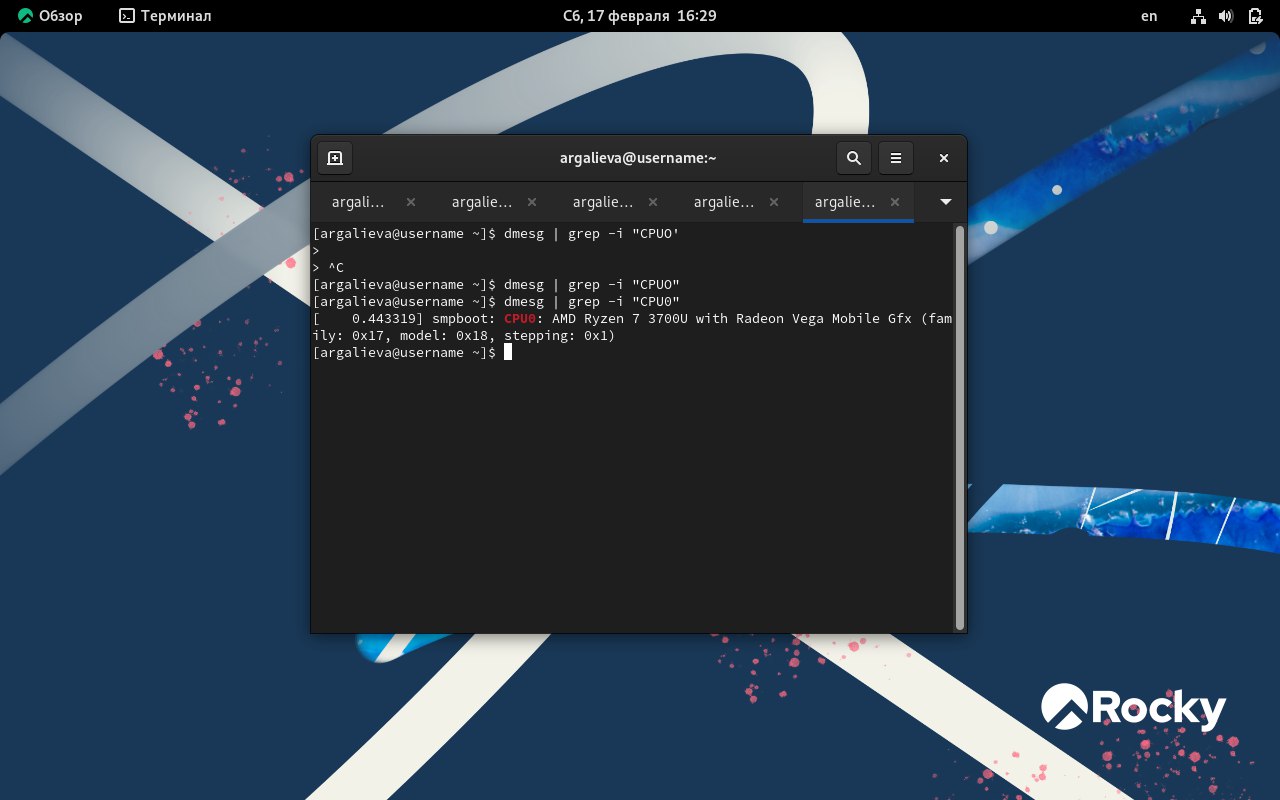 Обзор Терминал Сб, 17 февраля 16:29 en
argalieva@username:~
argali… argalie… argalie… argalie… argalie…
[argalieva@username ~]$ dmesg | grep -i "CPUO'
>
> ^C
[argalieva@username ~]$ dmesg | grep -i "CPUO"
[argalieva@username ~]$ dmesg | grep -i "CPU0"
[    0.443319] smpboot: CPU0: AMD Ryzen 7 3700U with Radeon Vega Mobile Gfx (fam
ily: 0x17, model: 0x18, stepping: 0x1)
[argalieva@username ~]$
Rocky